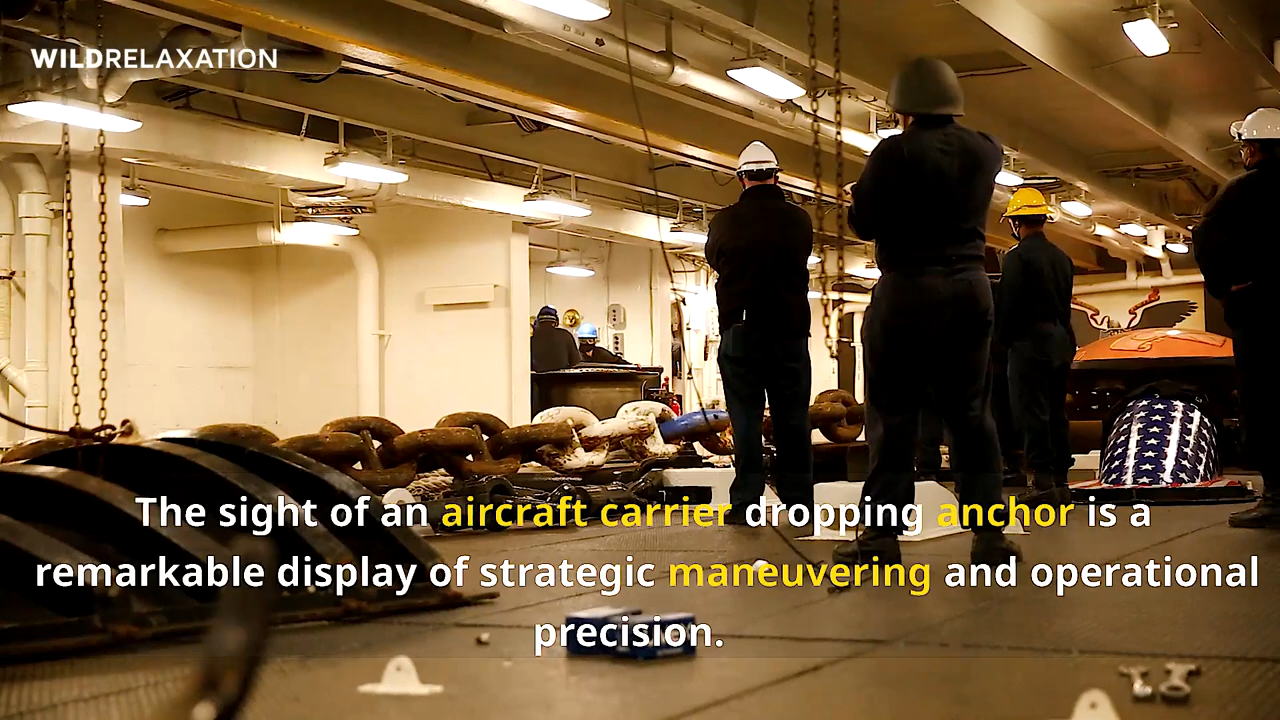 WILDRELAXATION
The sight of an aircraft carrier dropping anchor is a
remarkable display of strategic maneuvering and operational
precision.